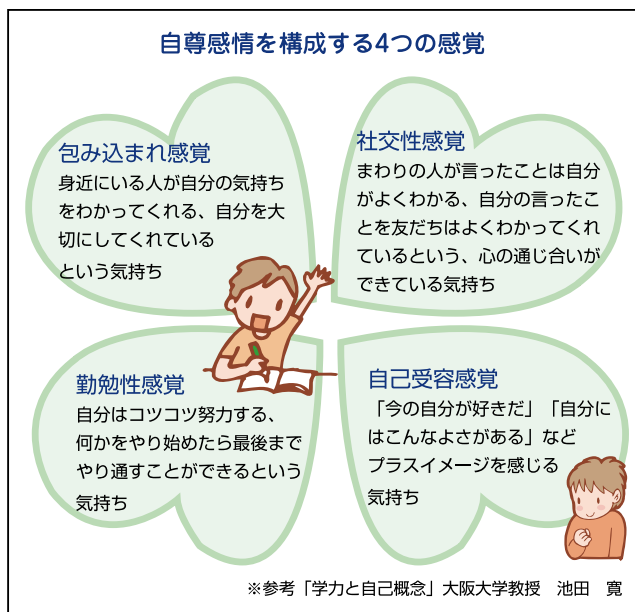 自尊感情を構成する4つの感覚
包み込まれ感覚
身近にいる人が自分の気持ち
をわかってくれる、自分を大
切にしてくれている
という気持ち
社交性感覚
まわりの人が言ったことは自分
がよくわかる、自分の言ったこ
とを友だちはよくわかってくれ
ているという、心の通じ合いが
できている気持ち
勤勉性感覚
自分はコツコツ努力する、
何かをやり始めたら最後まで
やり通すことができるという
気持ち
自己受容感覚
「今の自分が好きだ」「自分に
はこんなよさがある」など
プラスイメージを感じる
気持ち
※参考「学力と自己概念」大阪大学教授　池田　寛